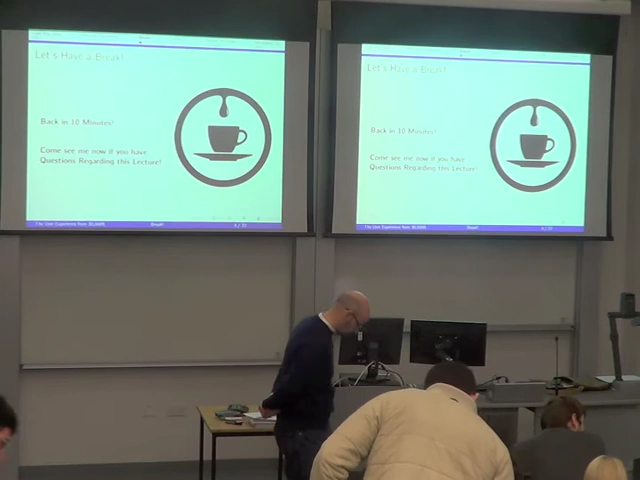 Let's Have a Break!
Back in 10 Minutes!
Come see me now if you have
Questions Regarding this Lecture!
Let's Have a Break!
Back in 10 Minutes!
Come see me now if you have
Questions Regarding this Lecture!